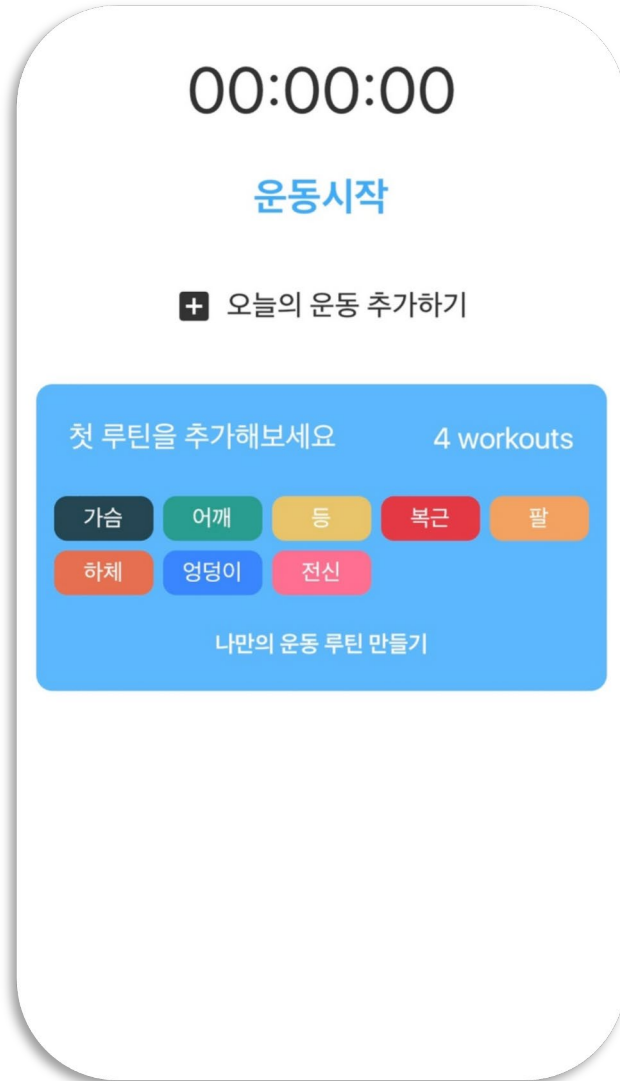 00:00:00
운동시작
오늘의 운동 추가하기
첫 루틴을 추가해보세요 4 workouts
가슴 어깨 등 복근 팔
하체 엉덩이 전신
나만의 운동 루틴 만들기